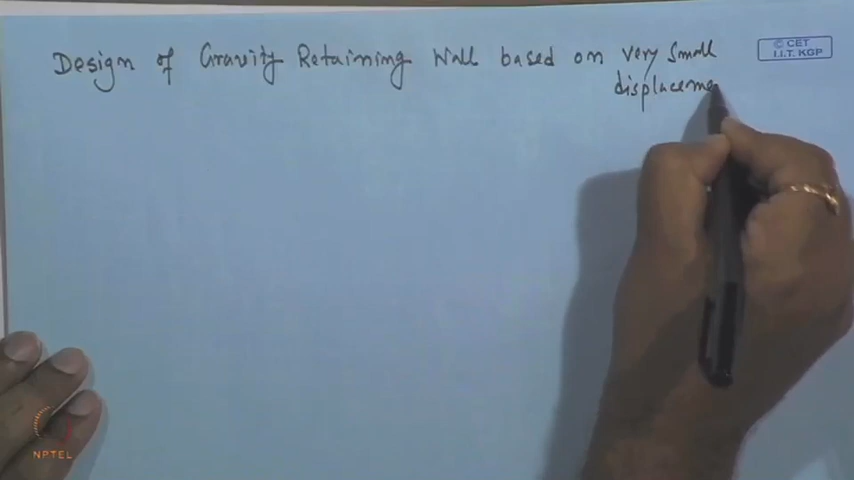 Design of Gravity Retaining Wall based on very small
displaceme
© CET
I.I.T. KGP
NPTEL